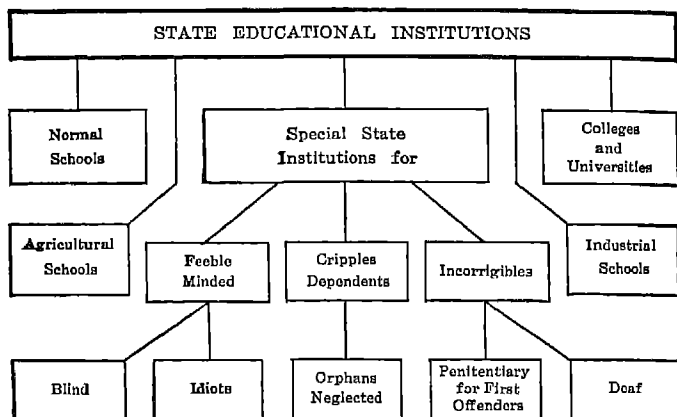 STATE EDUCATIONAL INSTITUTIONS
Normal
Schools
Special State
Institutions for
Colleges
and
Universities
Agricultural
Schools
Feeble
Minded
Cripples
Dependents
Incorrigibles
Industrial
Schools
Blind
Idiots
Orphans
Neglected
Penitentiary
for First
Offenders
Deaf